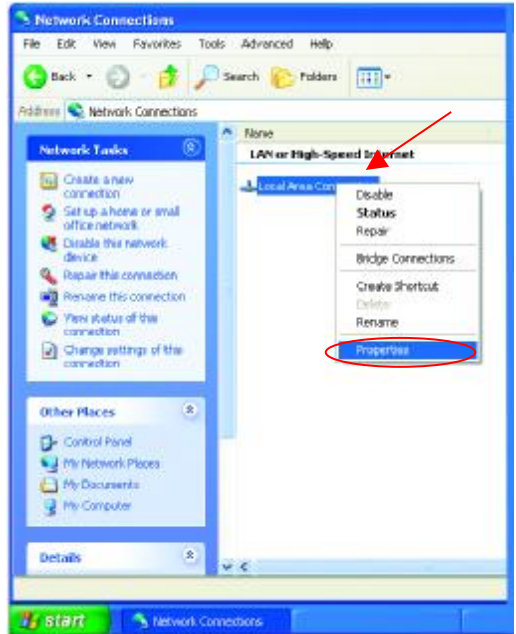 Network Connections
File Edit View Favorites Tools Advanced Help
Back Search Folders
Address Network Connections
Network Tasks
Create a new
connection
Set up a home or small
office network
Disable this network
device
Repair this connection
Rename this connection
View status of this
connection
Change settings of this
connection
Other Places
Control Panel
My Network Places
My Documents
My Computer
Details
Name
LAN or High-Speed Internet
Local Area Con
Disable
Status
Repair
Bridge Connections
Create Shortcut
Delete
Rename
Properties
start Network Connections